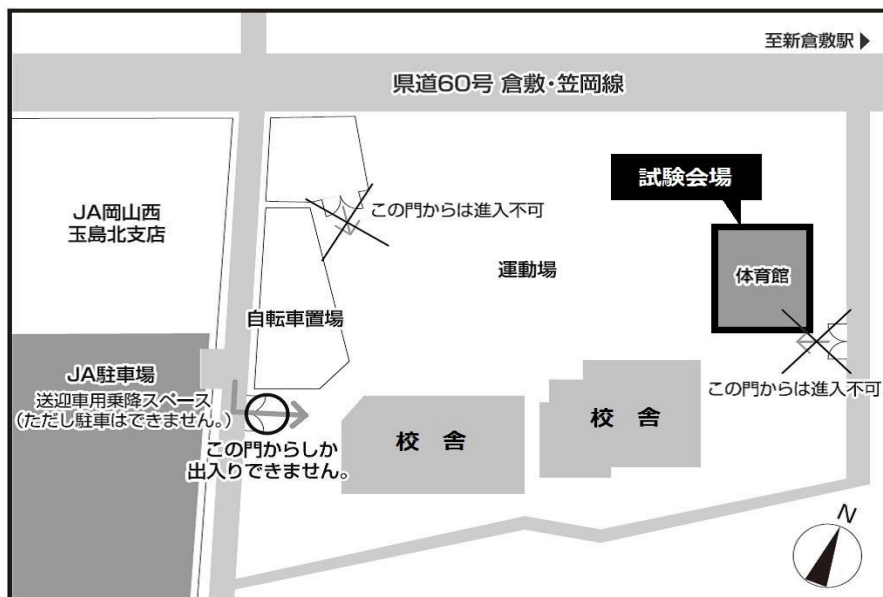 至新倉敷駅▶
県道60号 倉敷・笠岡線
試験会場
JA岡山西
玉島北支店
この門からは進入不可
運動場
体育館
自転車置場
JA駐車場
送迎車用乗降スペース
(ただし駐車はできません。)
この門からは進入不可
この門からしか
出入りできません。
校 舎
校 舎
N